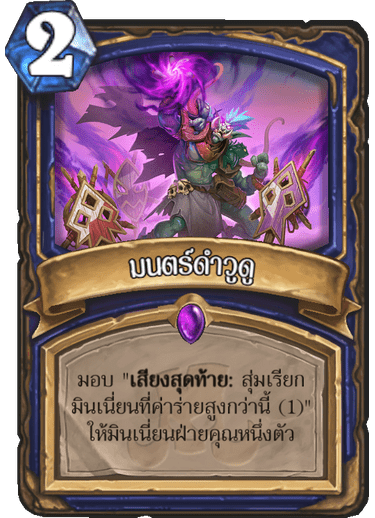 2
มนตร์ดำวูดู
มอบ "เสียงสุดท้าย: สุ่มเรียก
มินเนี่ยนที่ค่าร่ายสูงกว่านี้ (1)"
ให้มินเนี่ยนฝ่ายคุณหนึ่งตัว